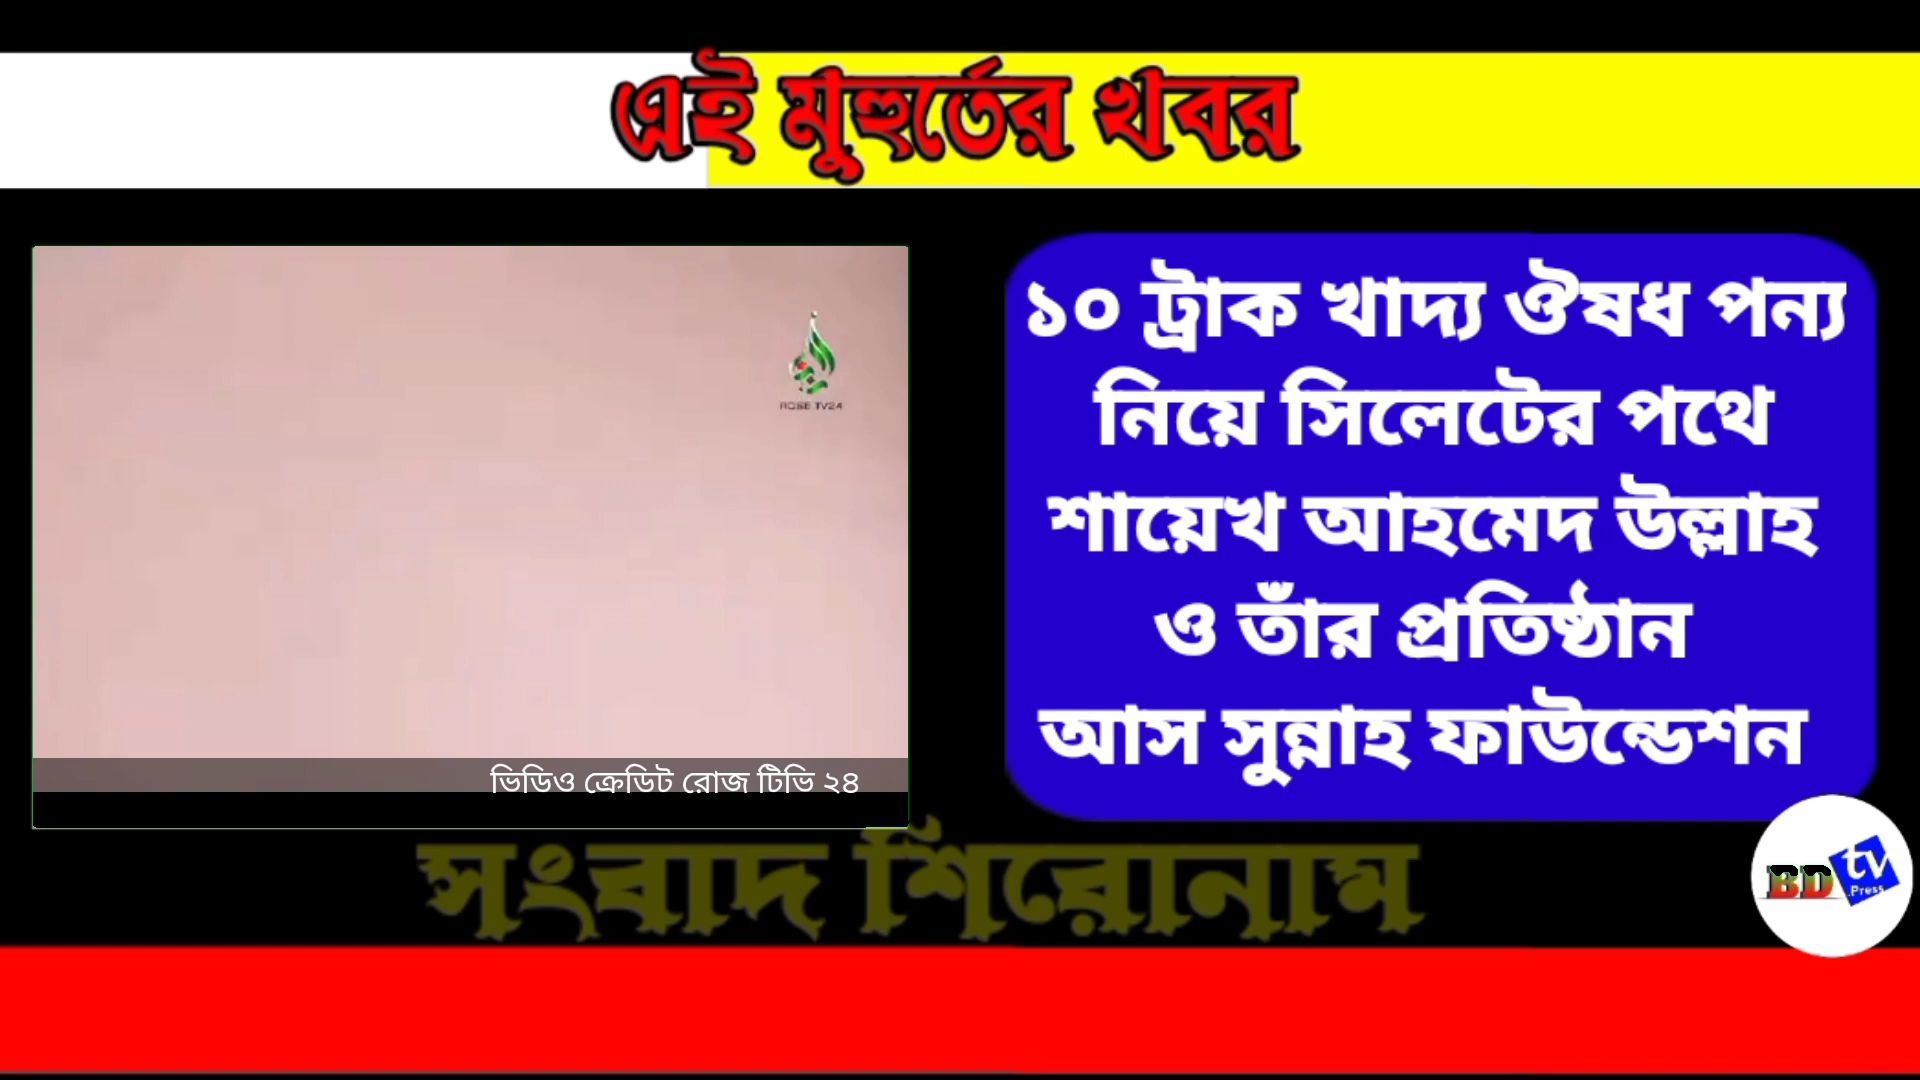 এই মুহুর্তের খবর
ROSE TV24
১০ ট্রাক খাদ্য ঔষধ পন্য
নিয়ে সিলেটের পথে
শায়েখ আহমেদ উল্লাহ
ও তাঁর প্রতিষ্ঠান
আস সুন্নাহ ফাউন্ডেশন
ভিডিও ক্রেডিট রোজ টিভি ২৪
সংবাদ শিরোনাম
BD tv
Press